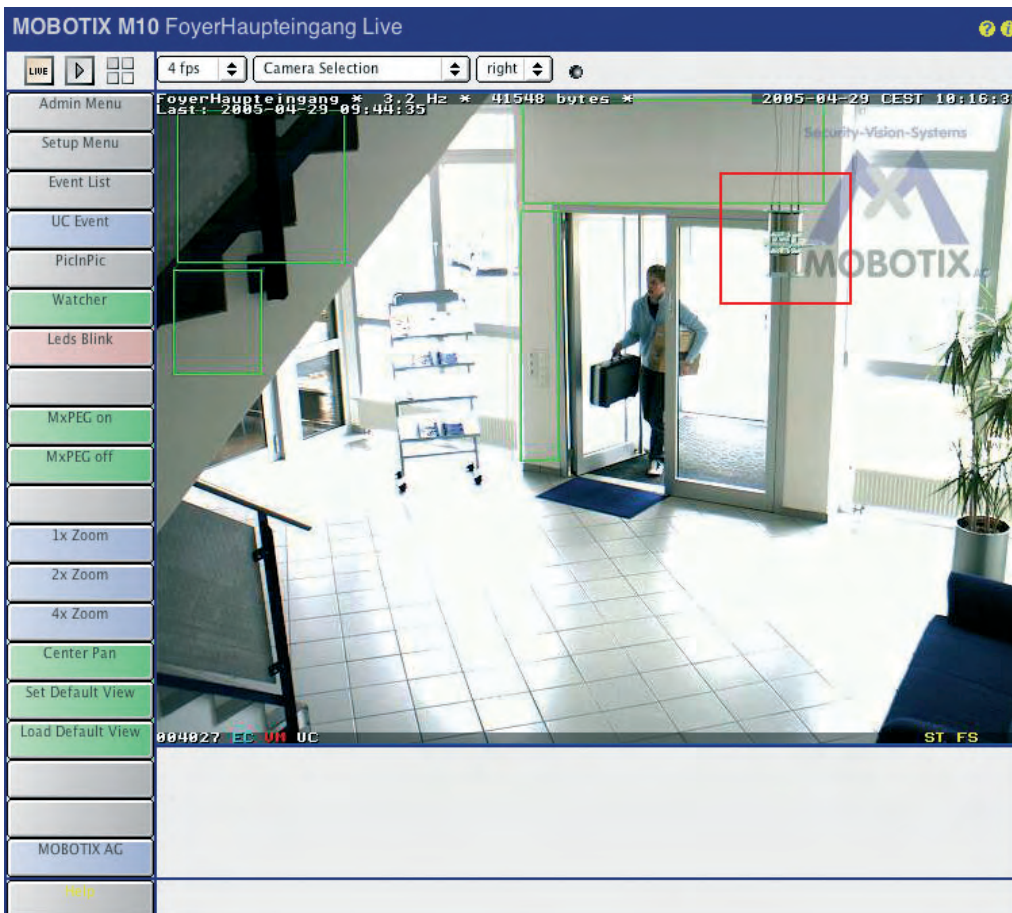 MOBOTIX M10 FoyerHaupteingang Live
LIVE
4 fps
Camera Selection
right
Admin Menu
Setup Menu
Event List
UC Event
PicInPic
Watcher
Leds Blink
MxPEG on
MxPEG off
1x Zoom
2x Zoom
4x Zoom
Center Pan
Set Default View
Load Default View
MOBOTIX AG
Help
FoyerHaupteingang * 3.2 Hz * 41548 bytes *
2005-04-29 CEST 10:16:3
Last: 2005-04-29 09:44:35
Security-Vision-Systems
MOBOTIX AG
004027 EC VM UC
ST FS